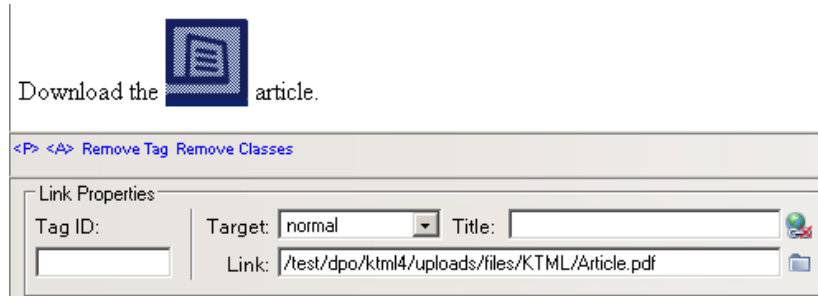 Download the article.
<P> <A> Remove Tag Remove Classes
Link Properties
Tag ID: Target: normal Title:
Link: /test/dpo/ktml4/uploads/files/KTML/Article.pdf